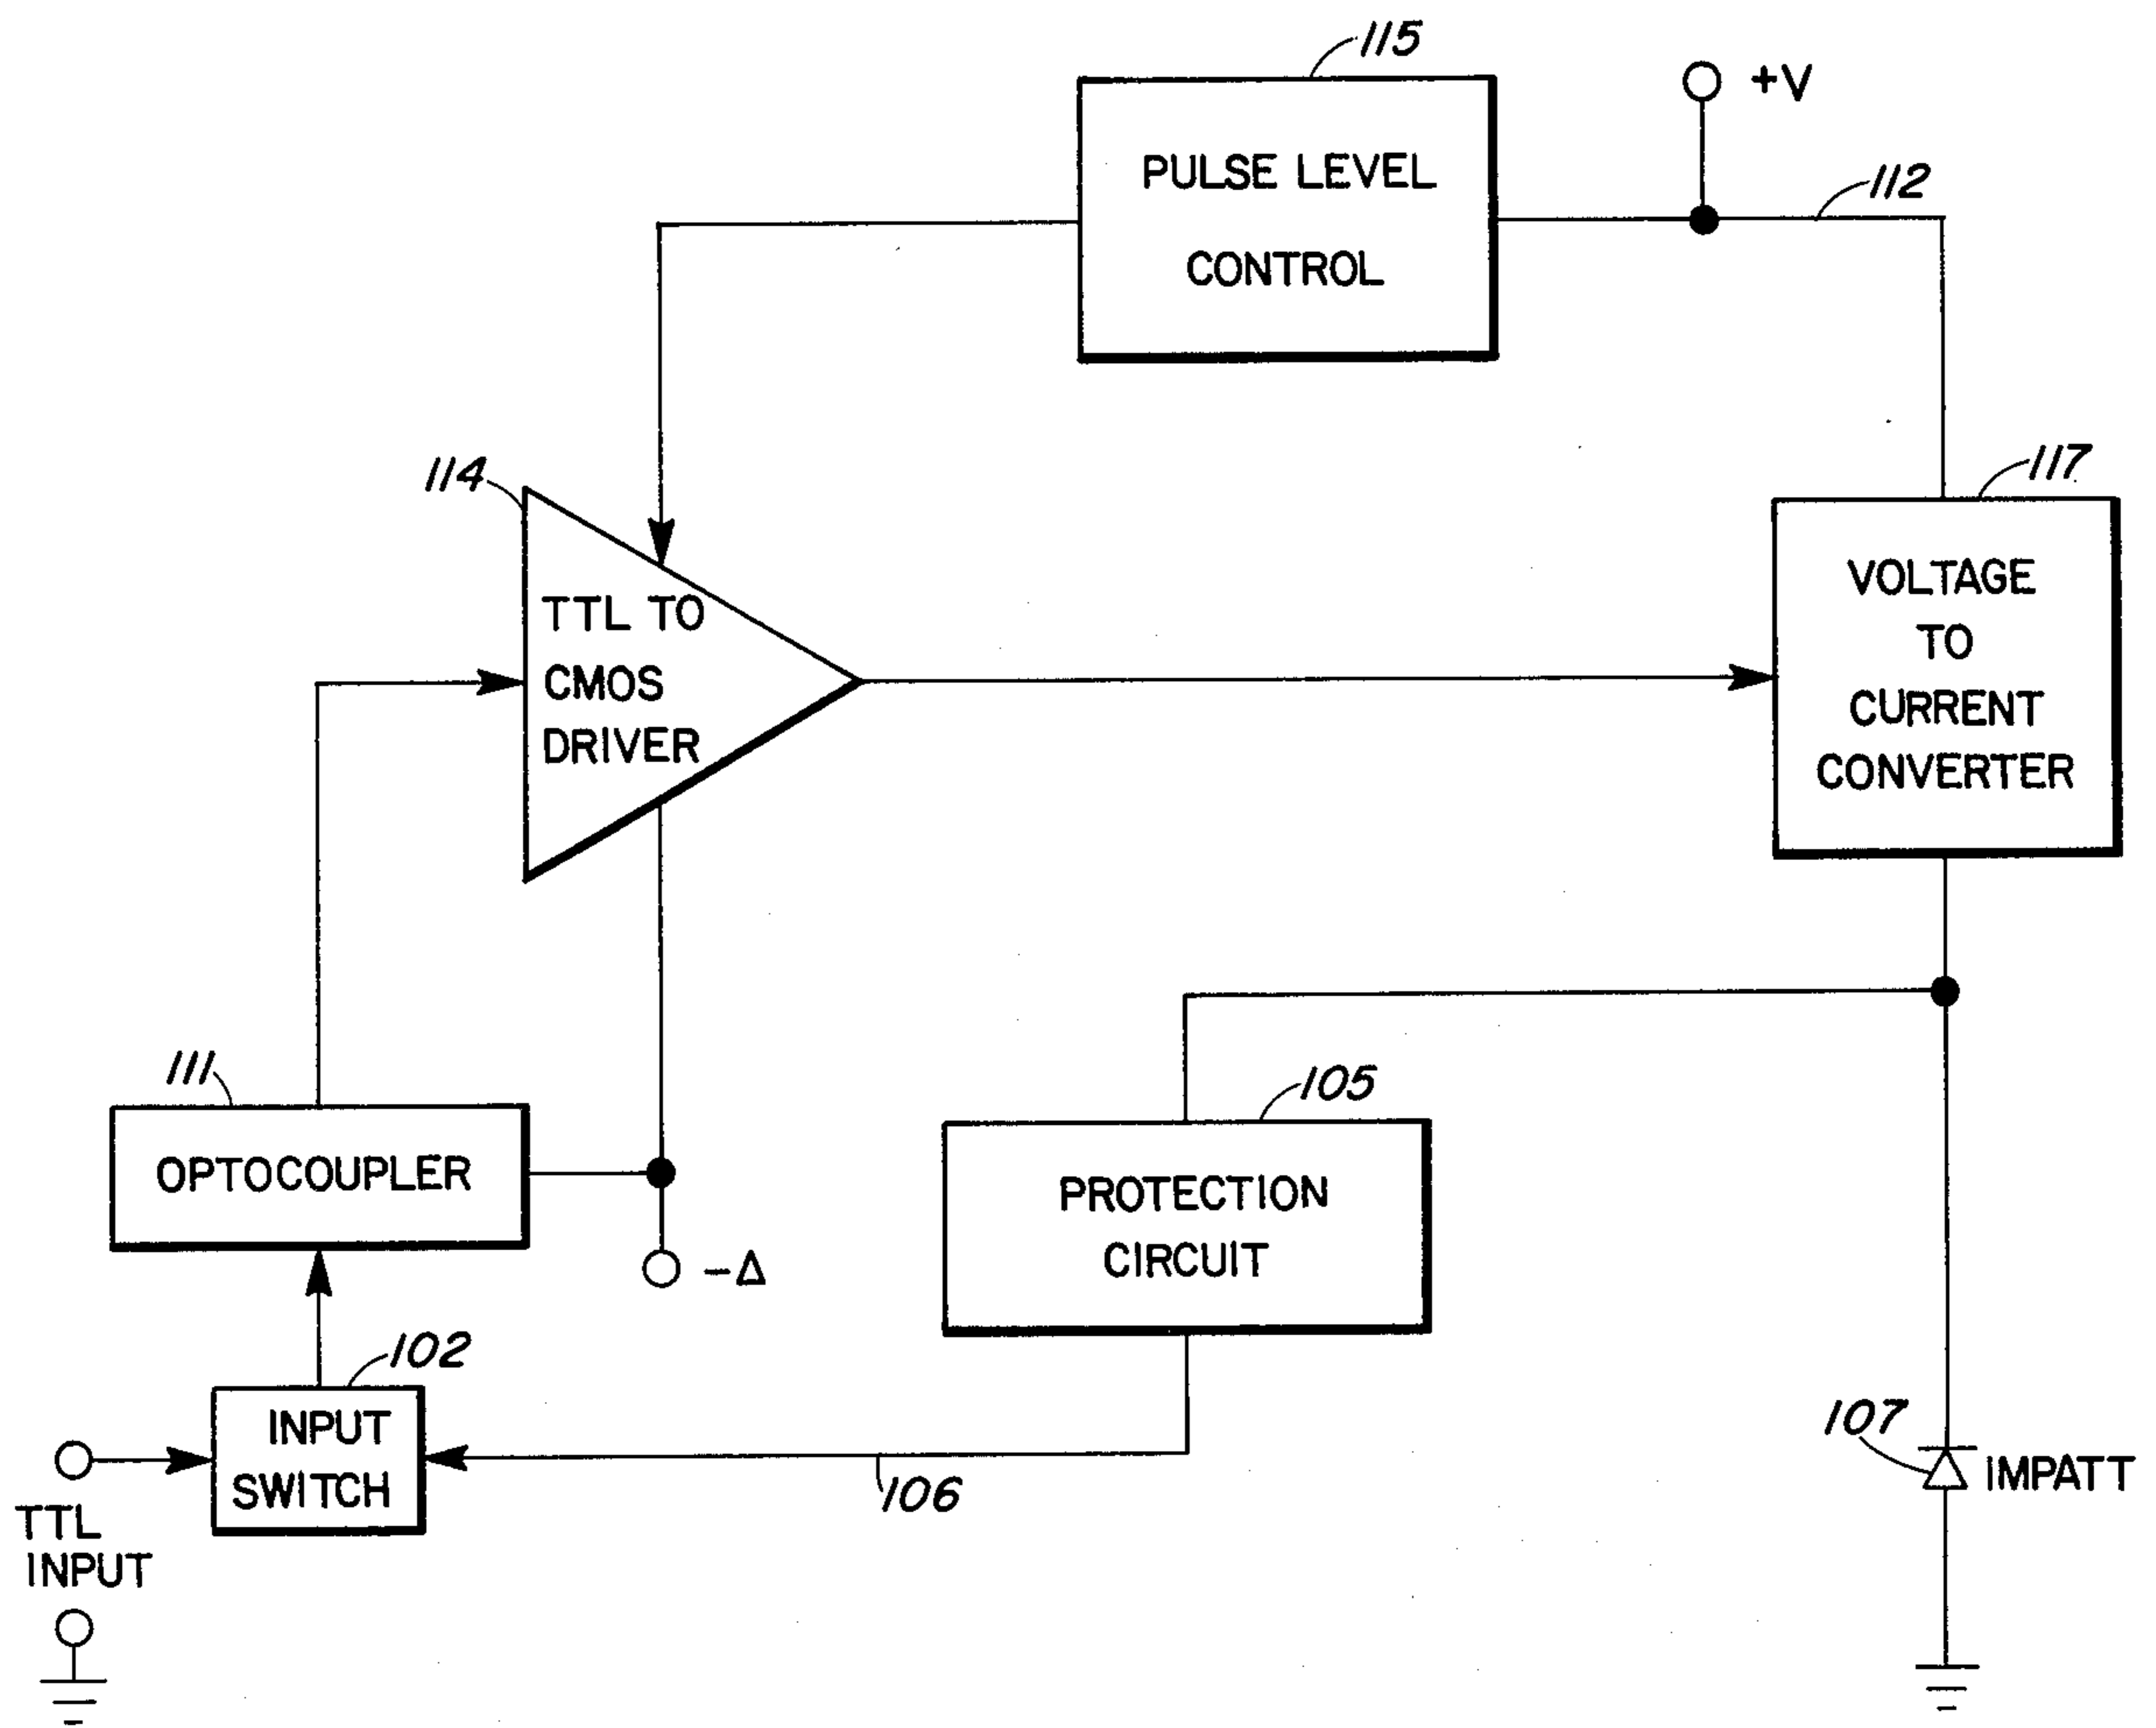 115
+V
PULSE LEVEL
CONTROL
112
114
117
TTL TO
CMOS
DRIVER
VOLTAGE
TO
CURRENT
CONVERTER
111
105
OPTOCOUPLER
PROTECTION
CIRCUIT
-Δ
102
INPUT
SWITCH
107
IMPATT
106
TTL
INPUT